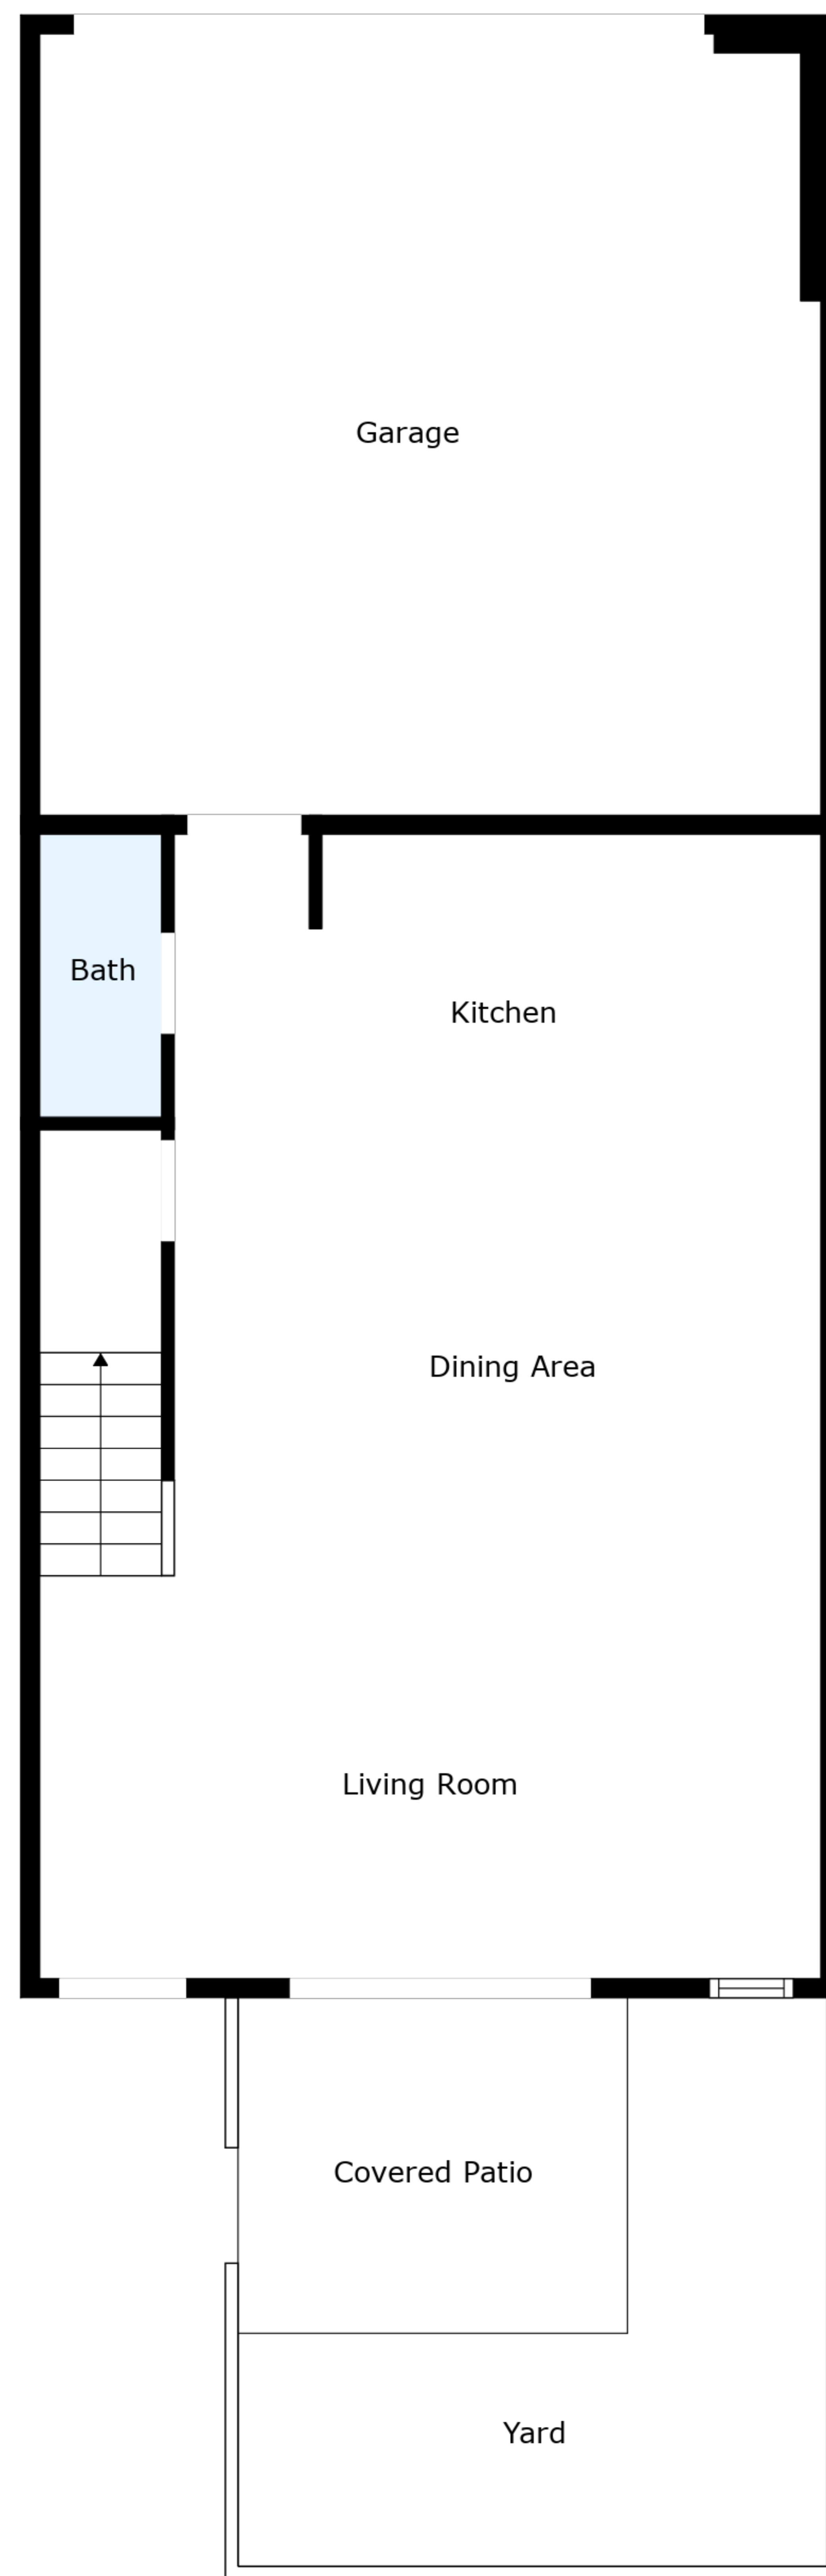 Garage
Bath
Kitchen
Dining Area
Living Room
Covered Patio
Yard